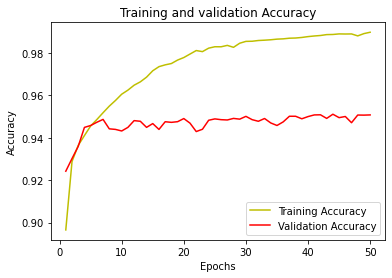 Training and validation Accuracy
Accuracy
0.98
0.96
0.94
0.92
0.90
Training Accuracy
Validation Accuracy
0 10 20 30 40 50
Epochs